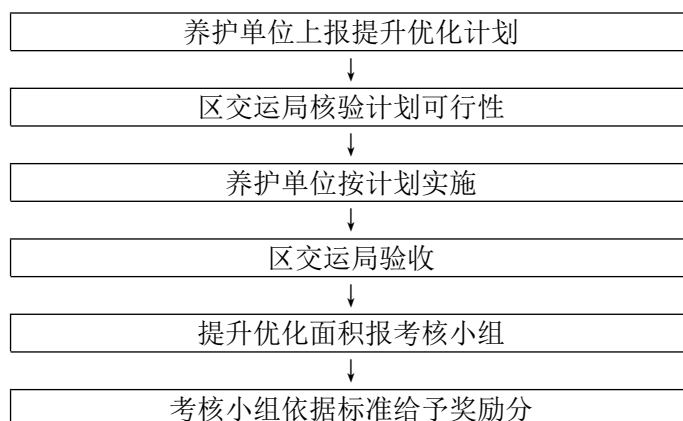 养护单位上报提升优化计划
区交运局核验计划可行性
养护单位按计划实施
区交运局验收
提升优化面积报考核小组
考核小组依据标准给予奖励分